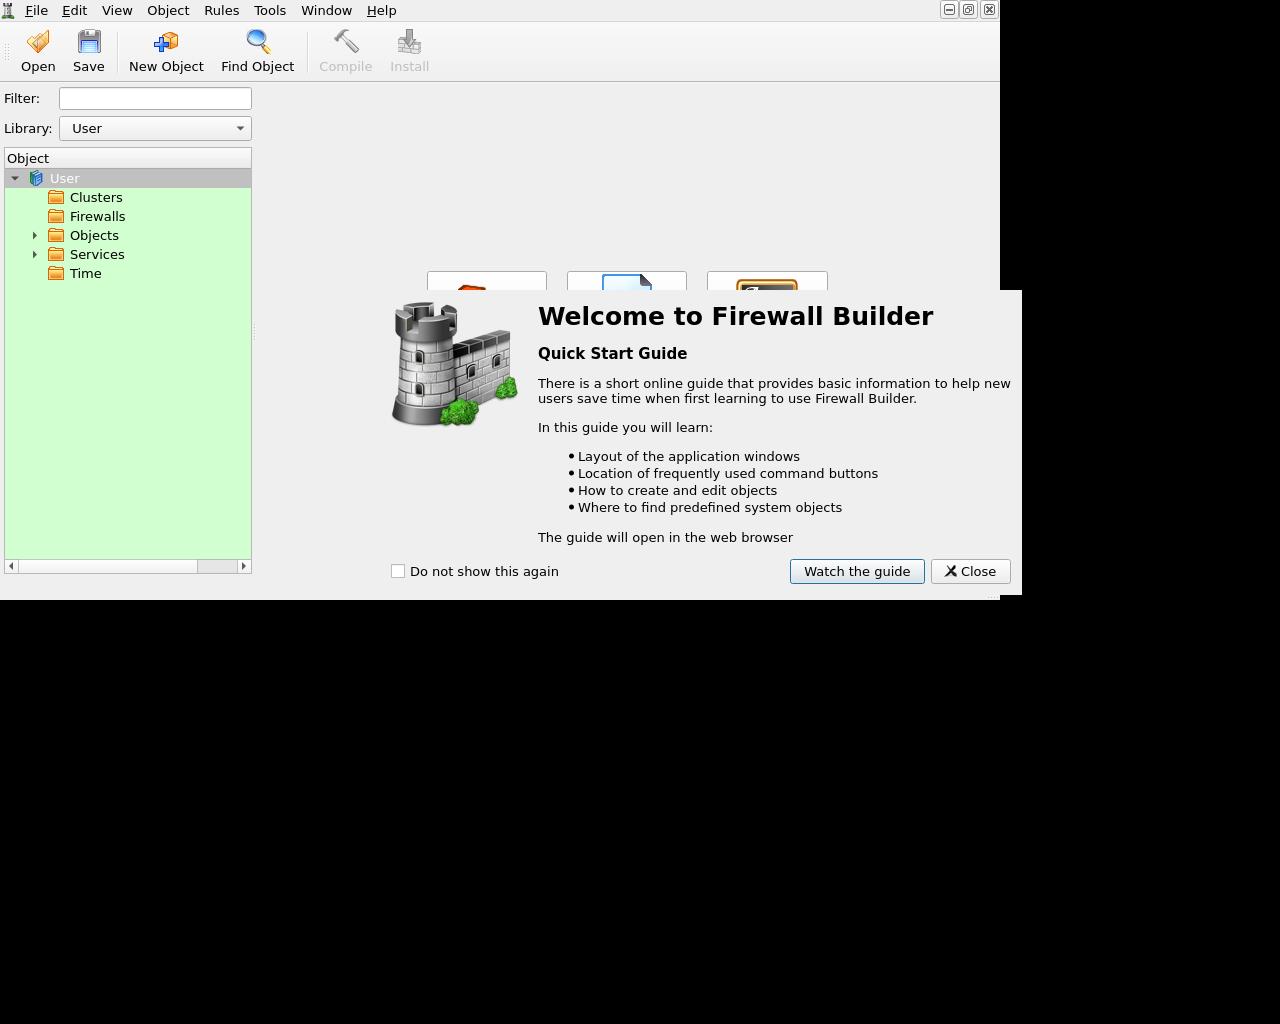 File Edit View Object Rules Tools Window Help
Open Save New Object Find Object Compile Install
Filter:
Library: User
Object
User
Clusters
Firewalls
Objects
Services
Time
Welcome to Firewall Builder
Quick Start Guide
There is a short online guide that provides basic information to help new
users save time when first learning to use Firewall Builder.
In this guide you will learn:
• Layout of the application windows
• Location of frequently used command buttons
• How to create and edit objects
• Where to find predefined system objects
The guide will open in the web browser
Do not show this again
Watch the guide Close